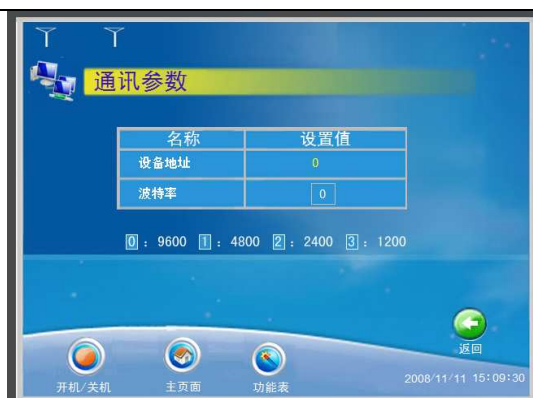 通讯参数
名称 设置值
设备地址 0
波特率 0
0：9600 1：4800 2：2400 3：1200
返回
开机/关机 主页面 功能表
2008/11/11 15:09:30